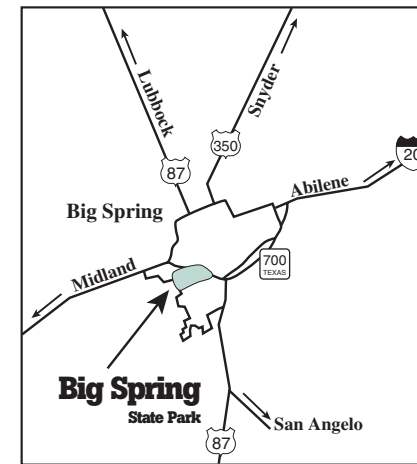 Lubbock
Snyder
350
87
20
Abilene
Big Spring
700
TEXAS
Midland
Big Spring
State Park
San Angelo
87